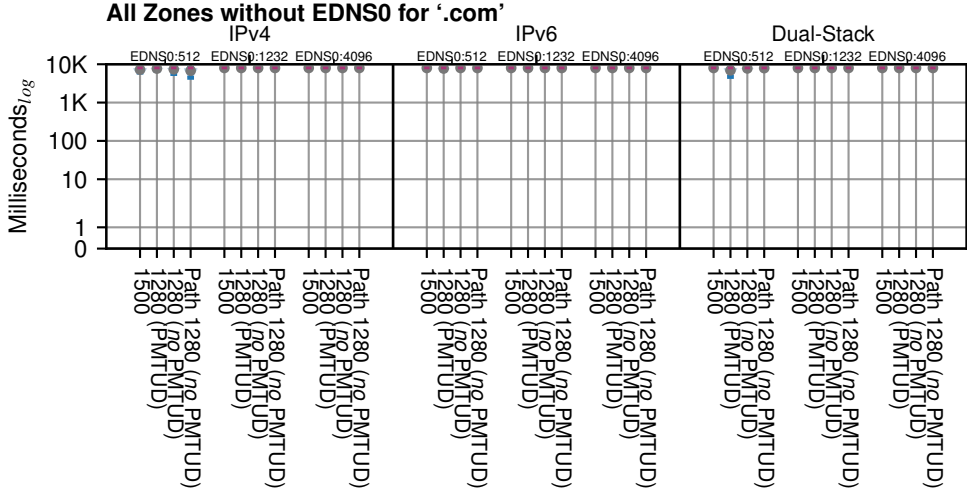 All Zones without EDNS0 for ‘.com’
IPv4 IPv6 Dual-Stack
EDNS0:512 EDNS0:1232 EDNS0:4096 EDNS0:512 EDNS0:1232 EDNS0:4096 EDNS0:512 EDNS0:1232 EDNS0:4096
Milliseconds_log
10K
1K
100
10
1
0
1500
1280 (PMTUD)
1280 (no PMTUD)
Path 1280 (no PMTUD)
1500
1280 (PMTUD)
1280 (no PMTUD)
Path 1280 (no PMTUD)
1500
1280 (PMTUD)
1280 (no PMTUD)
Path 1280 (no PMTUD)
1500
1280 (PMTUD)
1280 (no PMTUD)
Path 1280 (no PMTUD)
1500
1280 (PMTUD)
1280 (no PMTUD)
Path 1280 (no PMTUD)
1500
1280 (PMTUD)
1280 (no PMTUD)
Path 1280 (no PMTUD)
1500
1280 (PMTUD)
1280 (no PMTUD)
Path 1280 (no PMTUD)
1500
1280 (PMTUD)
1280 (no PMTUD)
Path 1280 (no PMTUD)
1500
1280 (PMTUD)
1280 (no PMTUD)
Path 1280 (no PMTUD)